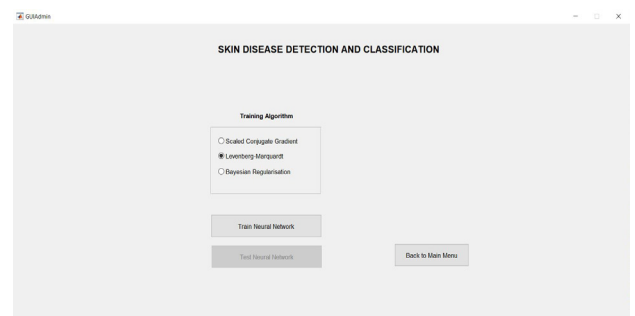 GUIAdmin
SKIN DISEASE DETECTION AND CLASSIFICATION
Training Algorithm
Scaled Conjugate Gradient
Levenberg-Marquardt
Bayesian Regularisation
Train Neural Network
Test Neural Network
Back to Main Menu